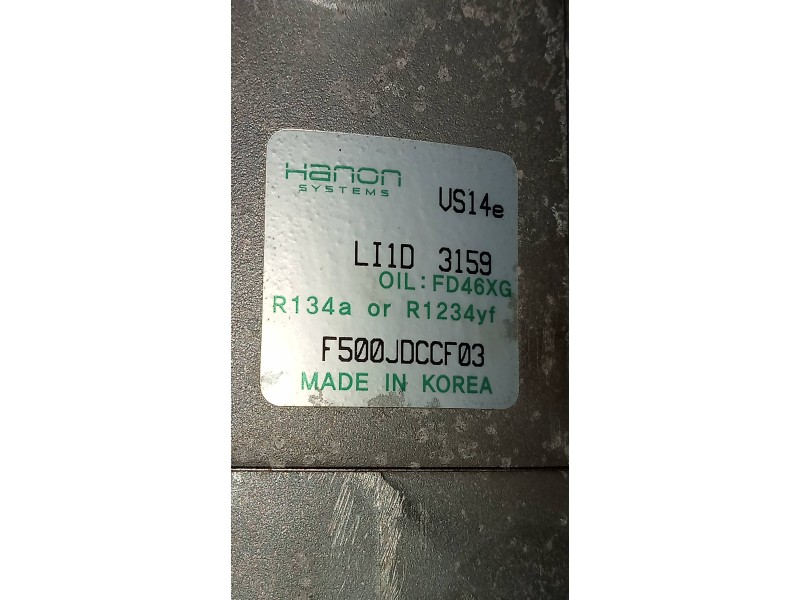 Hanon
SYSTEMS
VS14e
LI1D 3159
OIL:FD46XG
R134a or R1234yf
F500JDCCF03
MADE IN KOREA